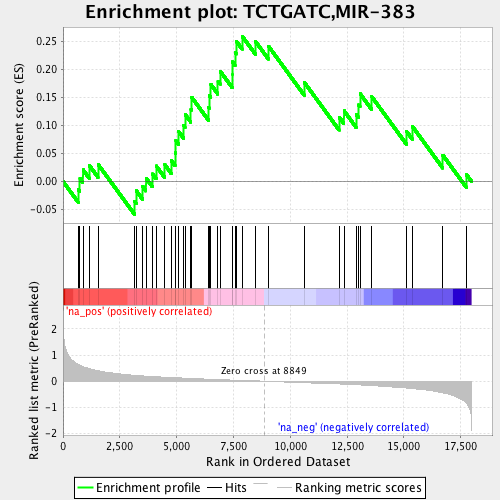 Enrichment plot: TCTGATC,MIR-383
Enrichment score (ES)
0.25
0.20
0.15
0.10
0.05
0.00
-0.05
'na_pos' (positively correlated)
Ranked list metric (PreRanked)
2
1
0
-1
-2
Zero cross at 8849
'na_neg' (negatively correlated)
0 2,500 5,000 7,500 10,000 12,500 15,000 17,500
Rank in Ordered Dataset
Enrichment profile Hits Ranking metric scores